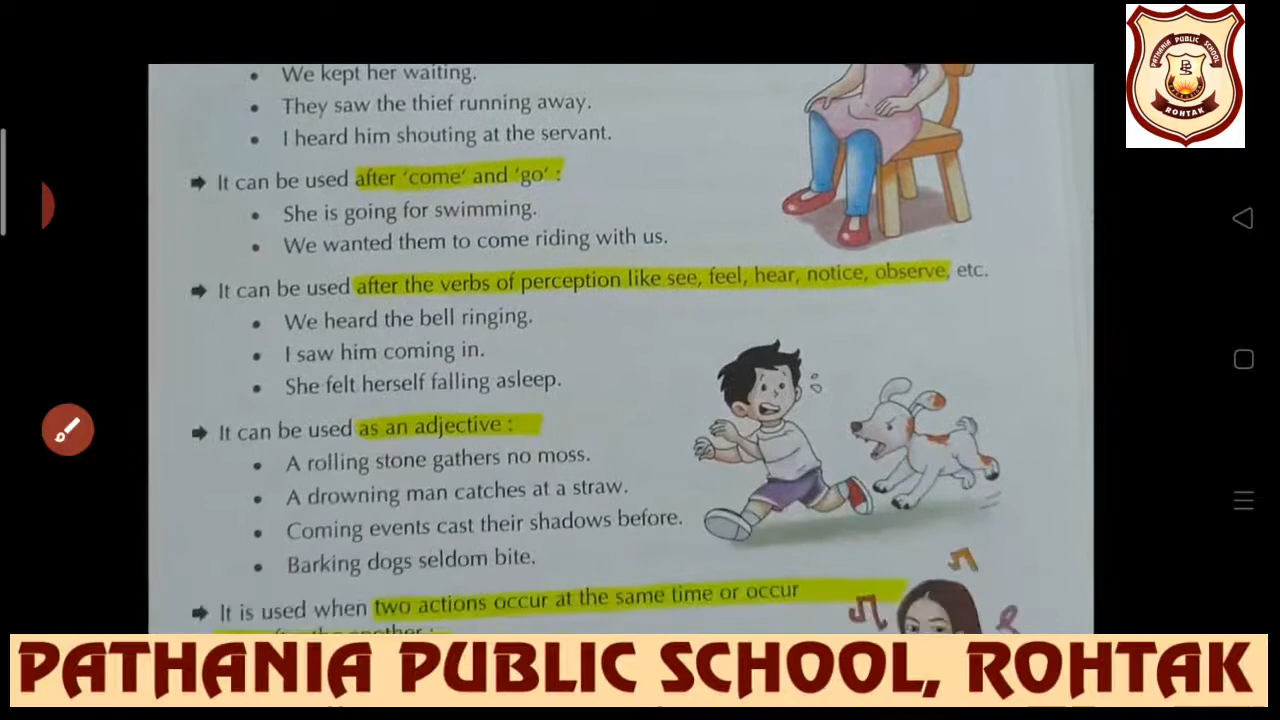 PATHANIA PUBLIC SCHOOL
ROHTAK
• We kept her waiting.
• They saw the thief running away.
• I heard him shouting at the servant.
➡ It can be used after 'come' and 'go' :
• She is going for swimming.
• We wanted them to come riding with us.
➡ It can be used after the verbs of perception like see, feel, hear, notice, observe, etc.
• We heard the bell ringing.
• I saw him coming in.
• She felt herself falling asleep.
➡ It can be used as an adjective :
• A rolling stone gathers no moss.
• A drowning man catches at a straw.
• Coming events cast their shadows before.
• Barking dogs seldom bite.
➡ It is used when two actions occur at the same time or occur
the another :
PATHANIA PUBLIC SCHOOL, ROHTAK